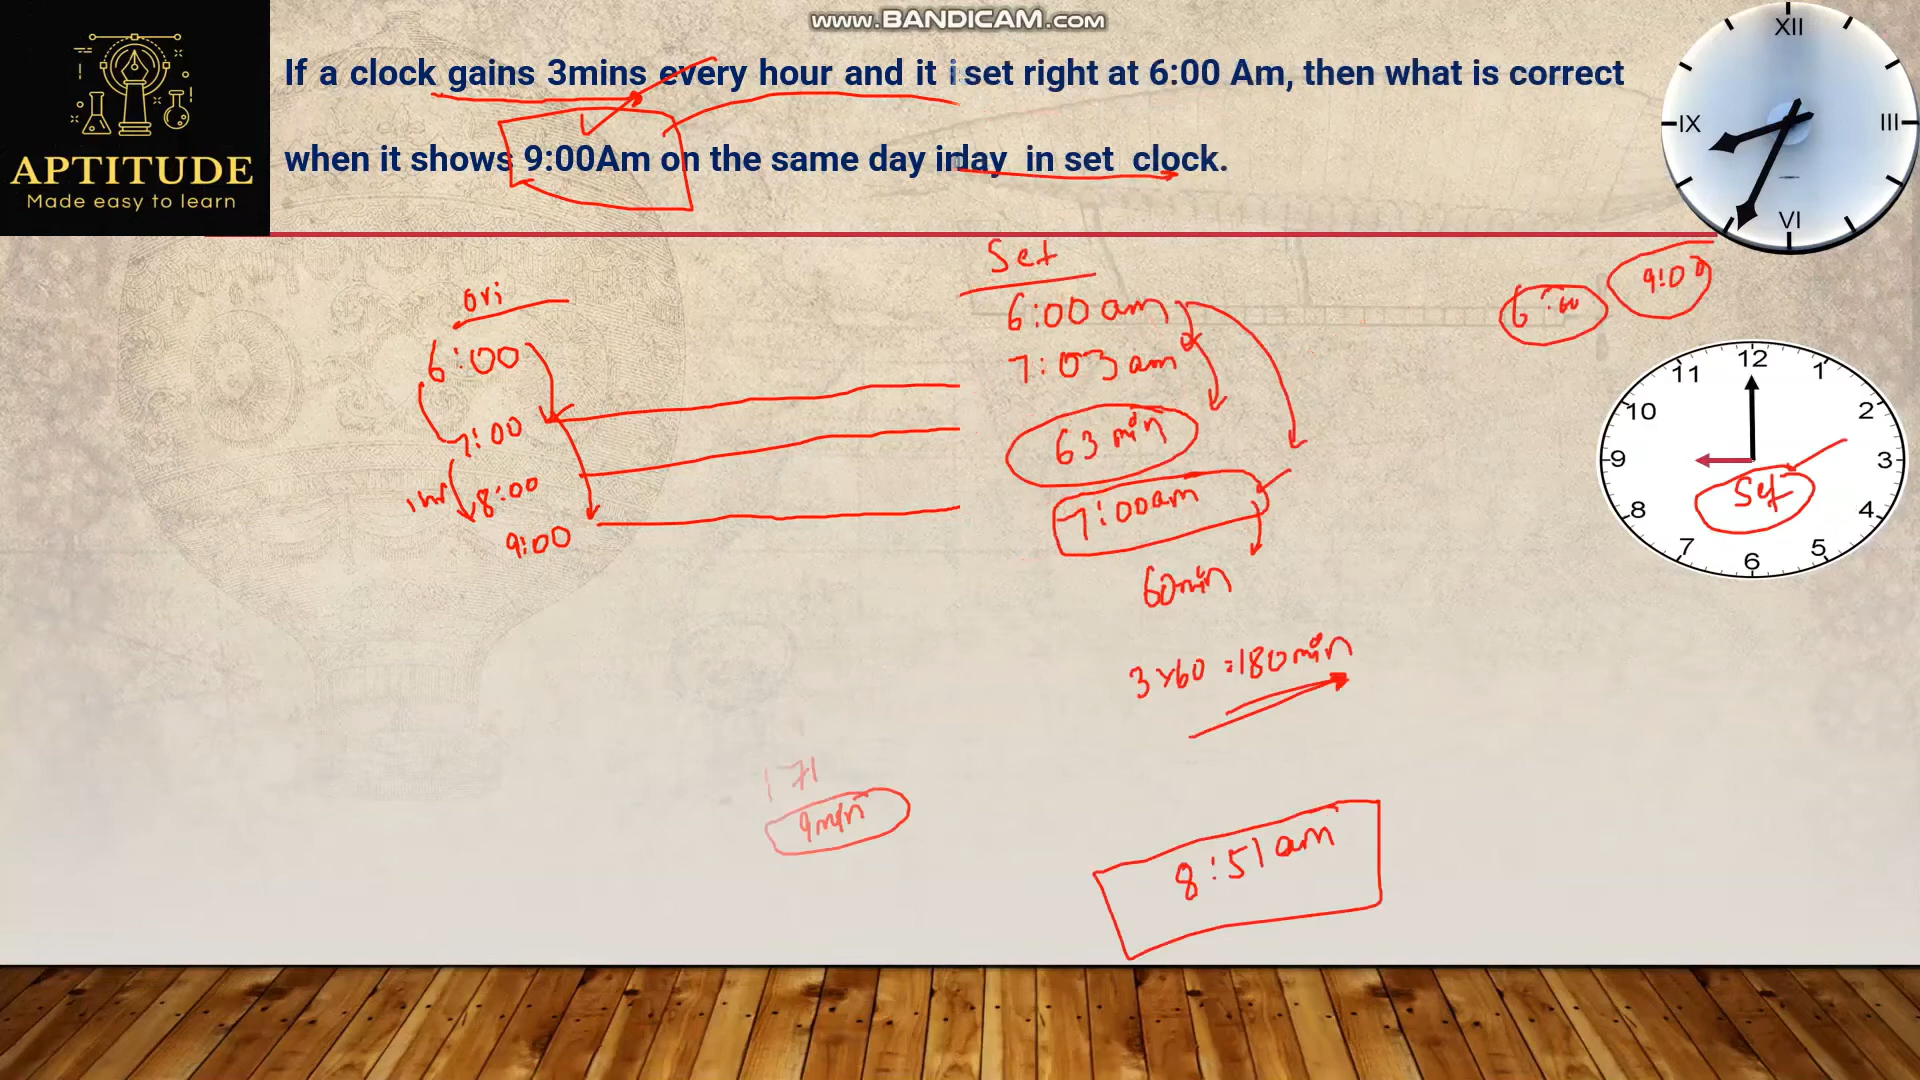 www.BANDICAM.com
If a clock gains 3mins every hour and it i set right at 6:00 Am, then what is correct
when it shows 9:00Am on the same day in lay in set clock.
APTITUDE
Made easy to learn
XII
III
VI
IX
ori
6:00
7:00
1hr 8:00
9:00
Set
6:00 am
7:03 am
63 min
7:00am
60min
3x60 = 180min
171
9min
8:51 am
6:00
9:00
12
1
2
3
4
5
6
7
8
9
10
11
Set